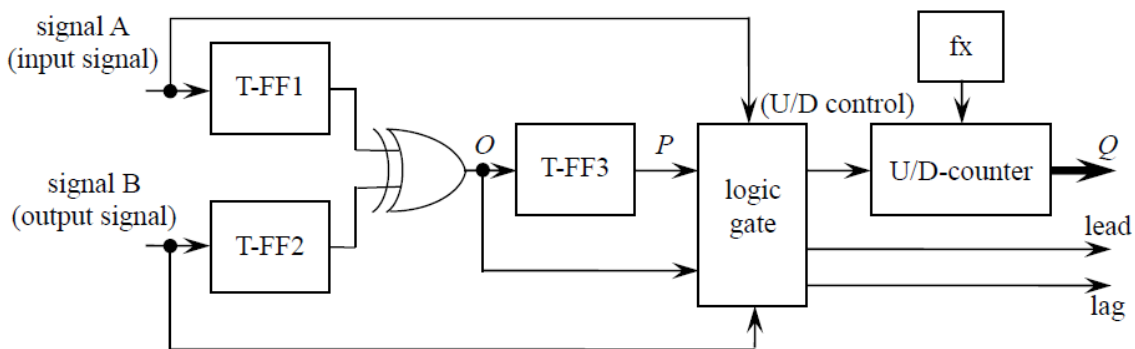 signal A
(input signal)
T-FF1
fx
(U/D control)
O
T-FF3
P
logic
gate
U/D-counter
Q
signal B
(output signal)
T-FF2
lead
lag